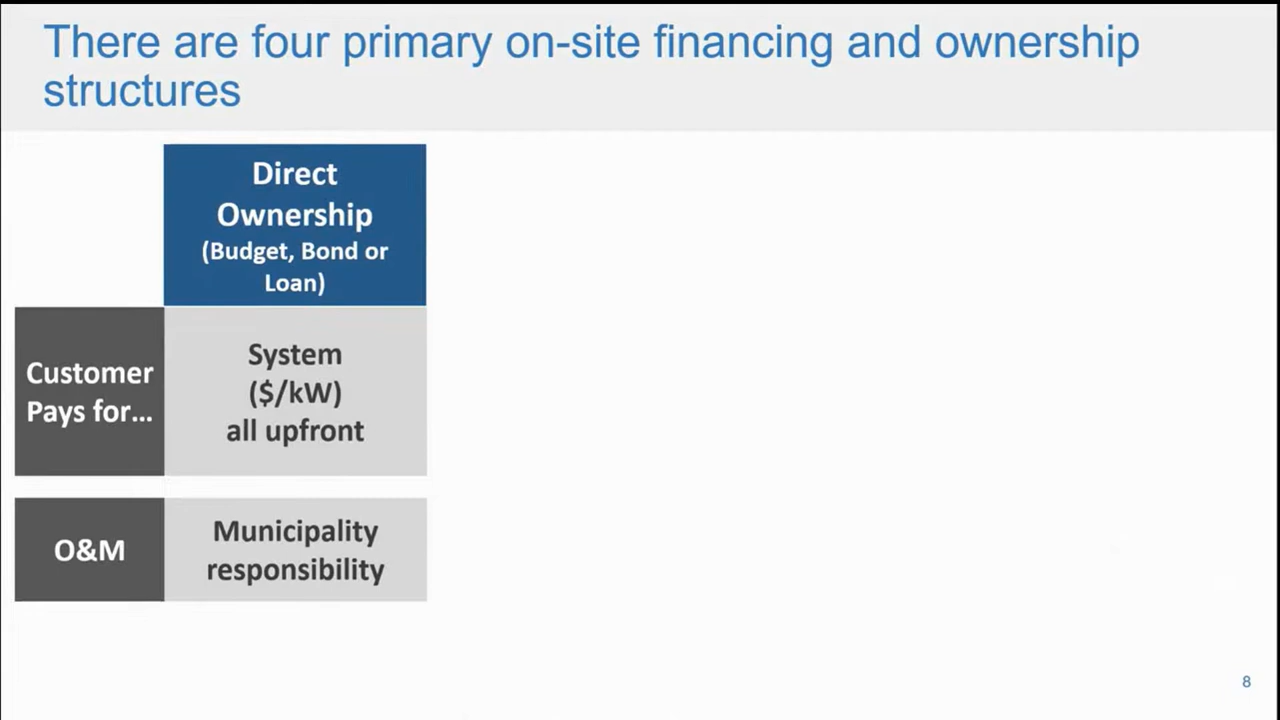 There are four primary on-site financing and ownership
structures
Direct
Ownership
(Budget, Bond or
Loan)
Customer
Pays for...
System
($/kW)
all upfront
O&M
Municipality
responsibility
8